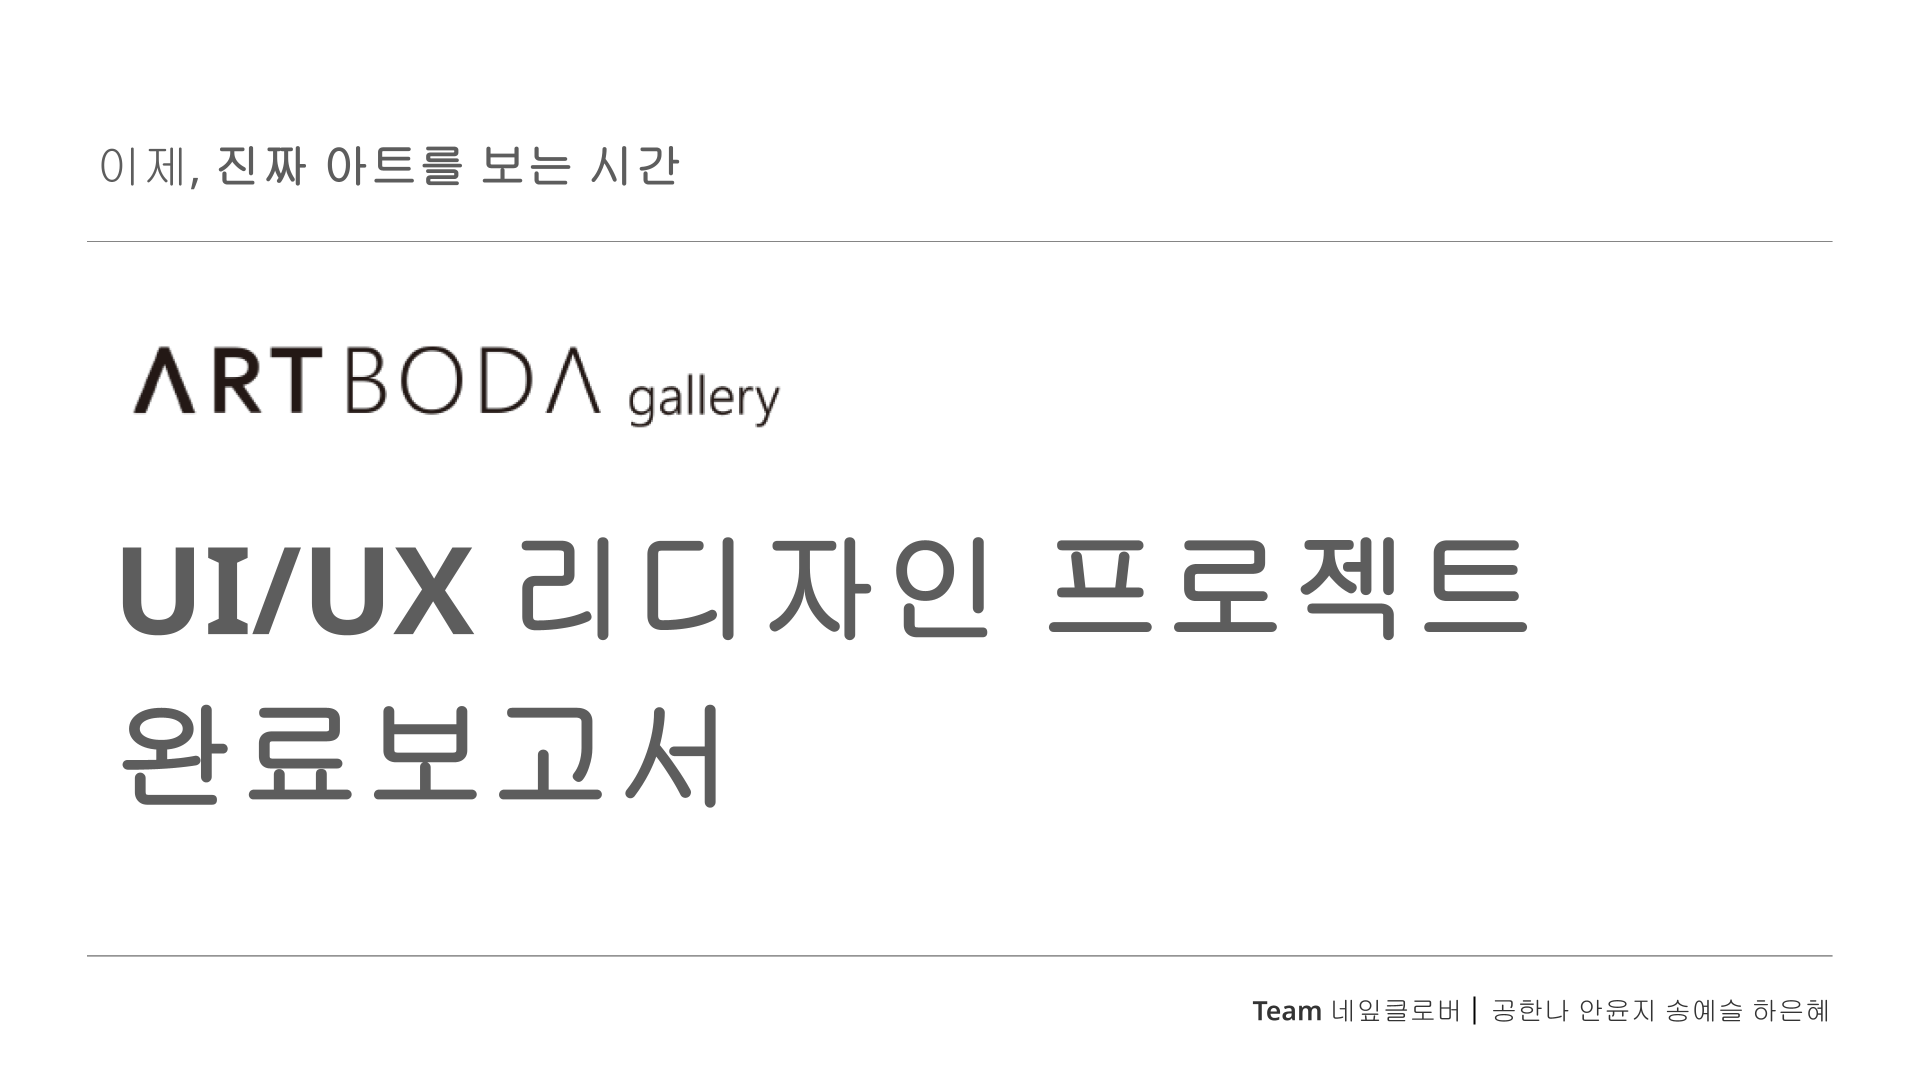 이제, 진짜 아트를 보는 시간
ART BODA gallery
UI/UX 리디자인 프로젝트
완료보고서
Team 네잎클로버 | 공한나 안윤지 송예슬 하은혜